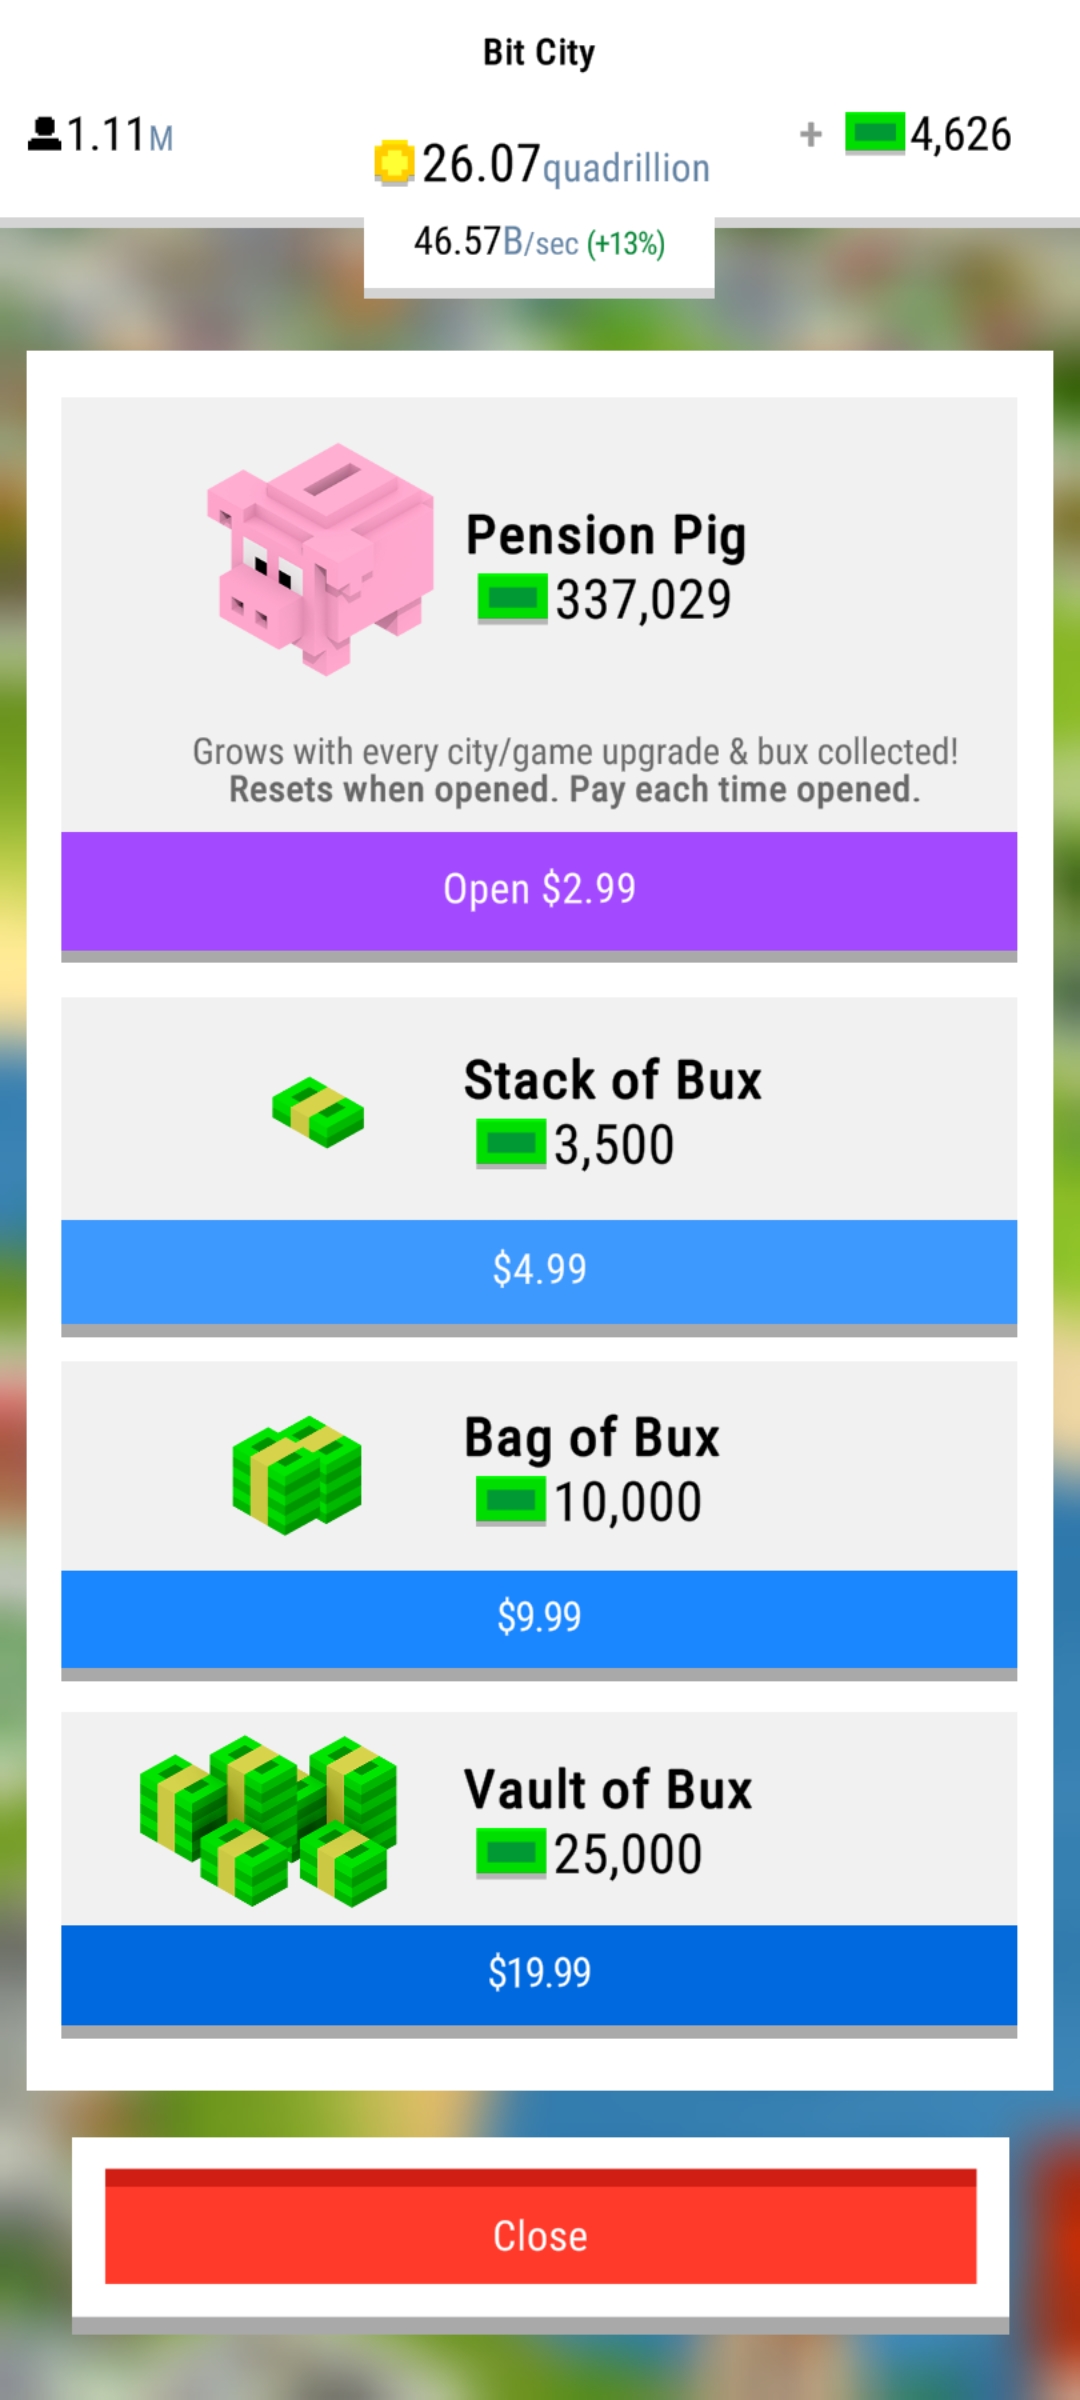 Bit City
1.11M
26.07quadrillion
+ 4,626
46.57B/sec (+13%)
Pension Pig
337,029
Grows with every city/game upgrade & bux collected!
Resets when opened. Pay each time opened.
Open $2.99
Stack of Bux
3,500
$4.99
Bag of Bux
10,000
$9.99
Vault of Bux
25,000
$19.99
Close